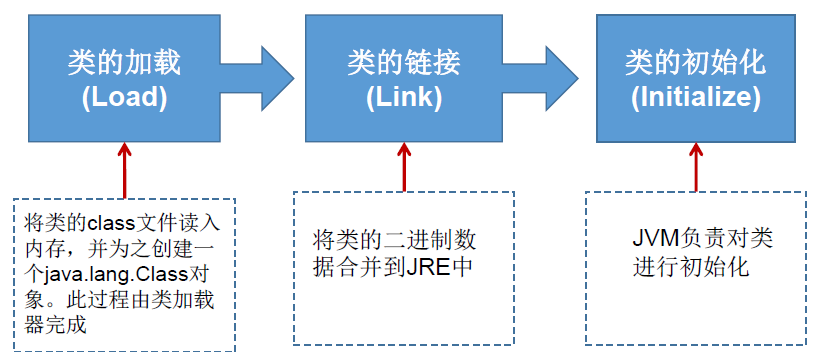 类的加载
(Load)
类的链接
(Link)
类的初始化
(Initialize)
将类的class文件读入
内存，并为之创建一
个java.lang.Class对
象。此过程由类加载
器完成
将类的二进制数
据合并到JRE中
JVM负责对类
进行初始化